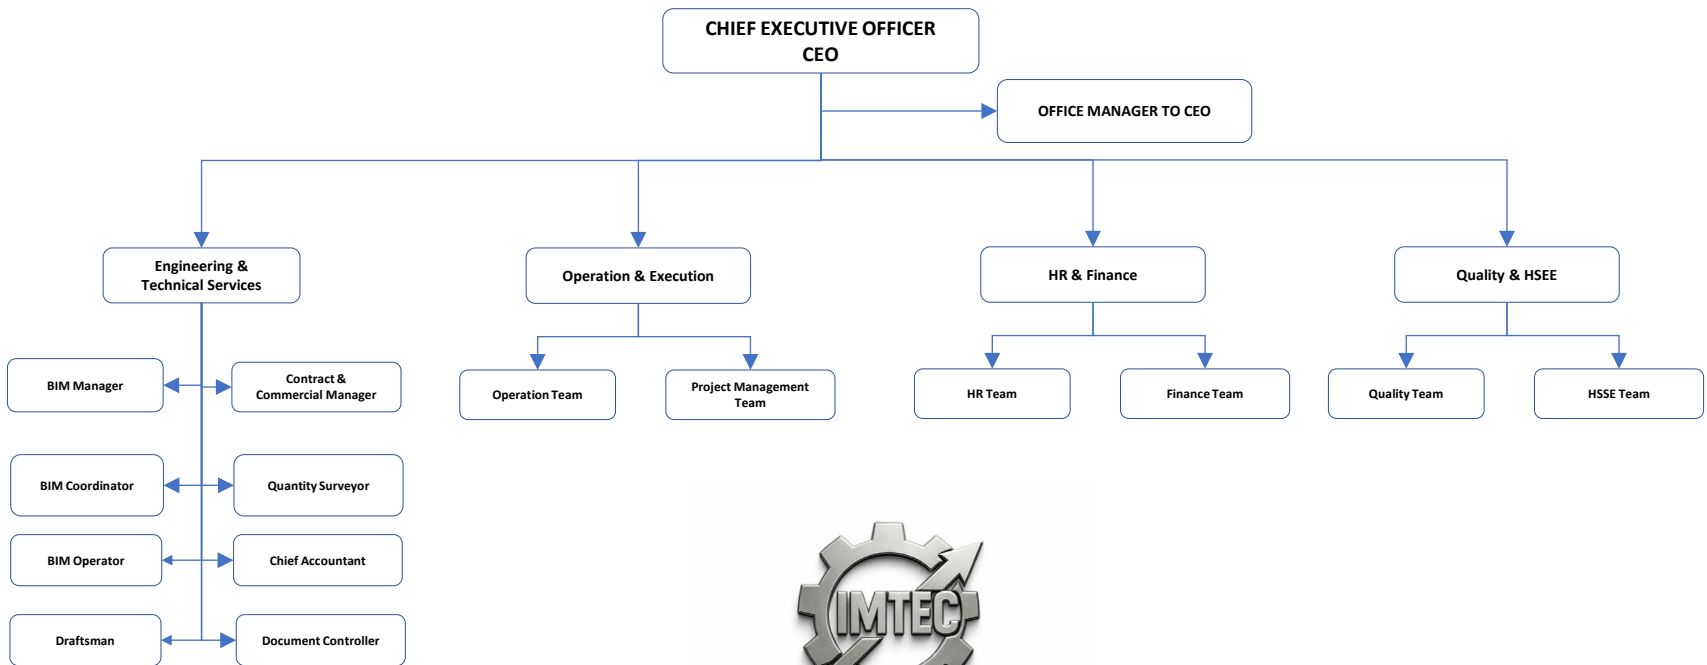 CHIEF EXECUTIVE OFFICER
CEO
OFFICE MANAGER TO CEO
Engineering &
Technical Services
Operation & Execution
HR & Finance
Quality & HSEE
BIM Manager
Contract &
Commercial Manager
Operation Team
Project Management
Team
HR Team
Finance Team
Quality Team
HSSE Team
BIM Coordinator
Quantity Surveyor
BIM Operator
Chief Accountant
Draftsman
Document Controller
IMTEC